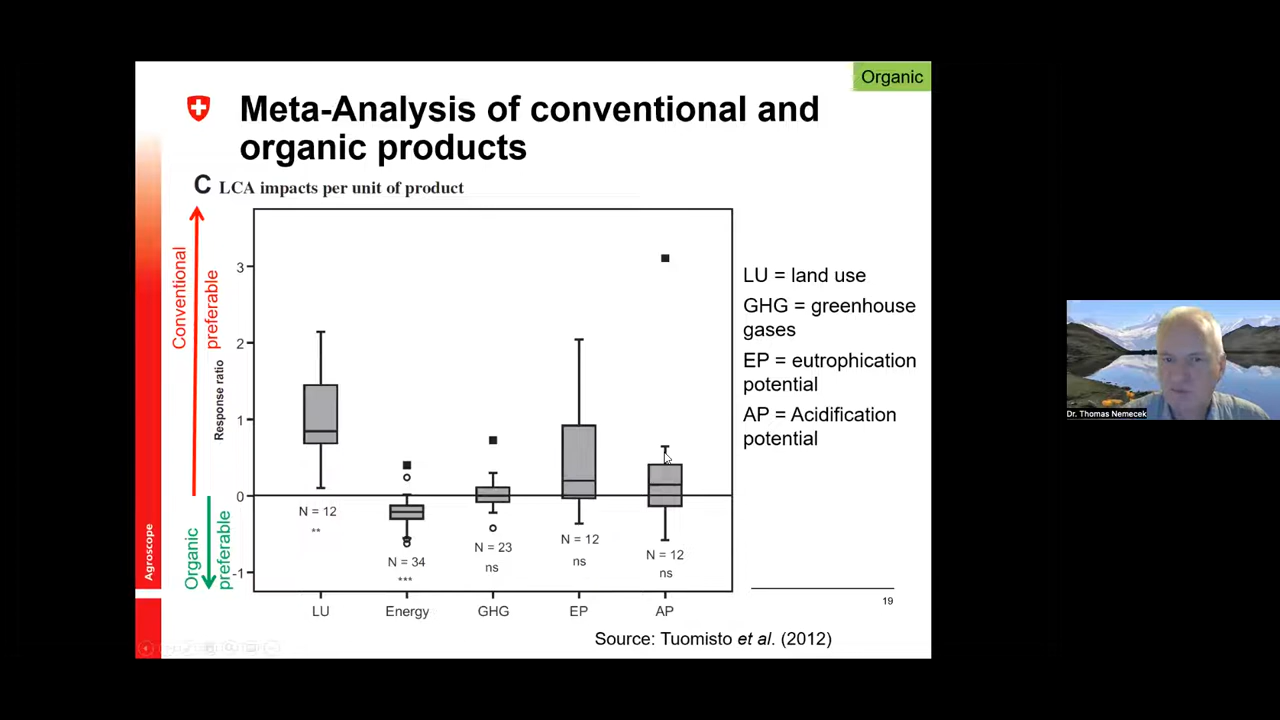 Organic
Meta-Analysis of conventional and
organic products
C LCA impacts per unit of product
Conventional
preferable
Organic
preferable
Response ratio
3
2
1
0
-1
N = 12
**
N = 34
***
N = 23
ns
N = 12
ns
N = 12
ns
LU
Energy
GHG
EP
AP
LU = land use
GHG = greenhouse
gases
EP = eutrophication
potential
AP = Acidification
potential
19
Source: Tuomisto et al. (2012)
Agroscope
Dr. Thomas Nemecek